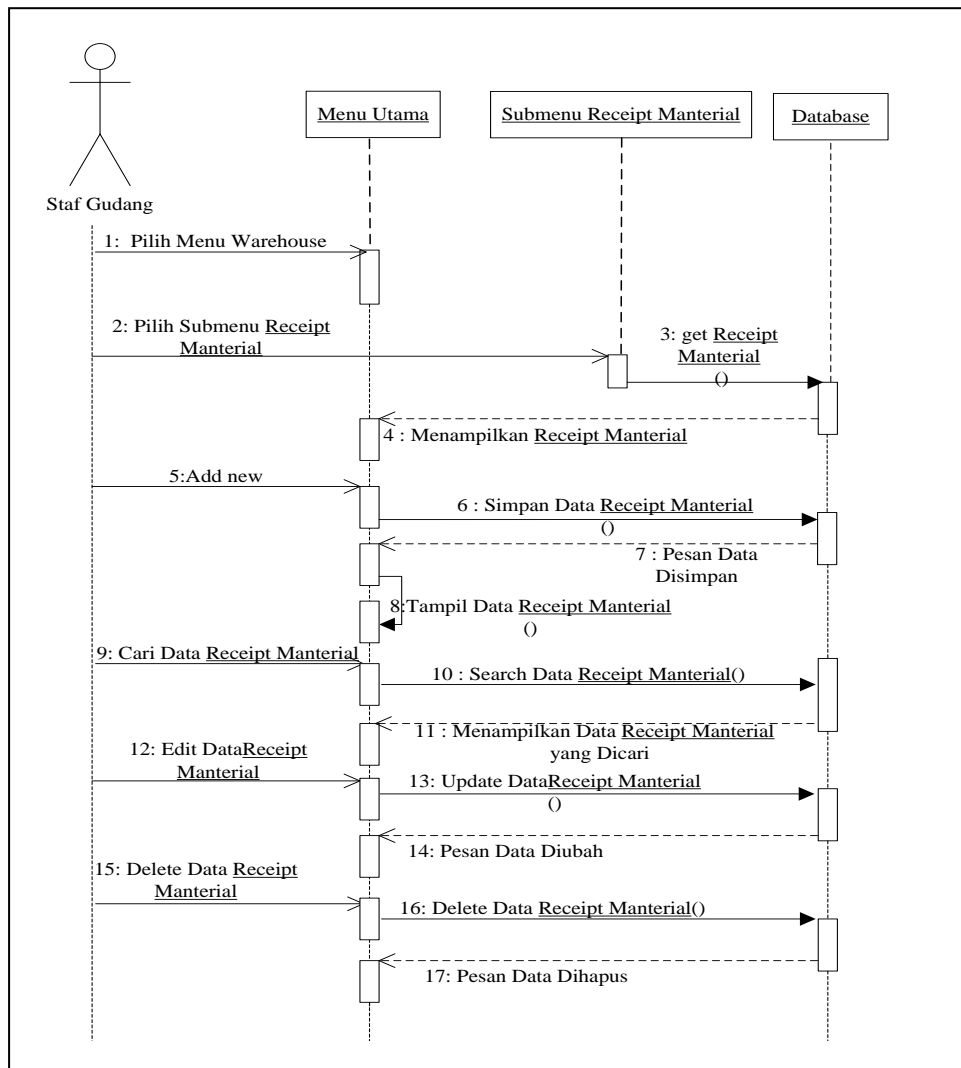 Menu Utama
Submenu Receipt Manterial
Database
Staf Gudang
1:  Pilih Menu Warehouse
2: Pilih Submenu Receipt
Manterial
3: get Receipt
Manterial
()
4 : Menampilkan Receipt Manterial
5:Add new
6 : Simpan Data Receipt Manterial
()
7 : Pesan Data
Disimpan
8:Tampil Data Receipt Manterial
()
9: Cari Data Receipt Manterial
10 : Search Data Receipt Manterial()
11 : Menampilkan Data Receipt Manterial
yang Dicari
12: Edit DataReceipt
Manterial
13: Update DataReceipt Manterial
()
14: Pesan Data Diubah
15: Delete Data Receipt
Manterial
16: Delete Data Receipt Manterial()
17: Pesan Data Dihapus